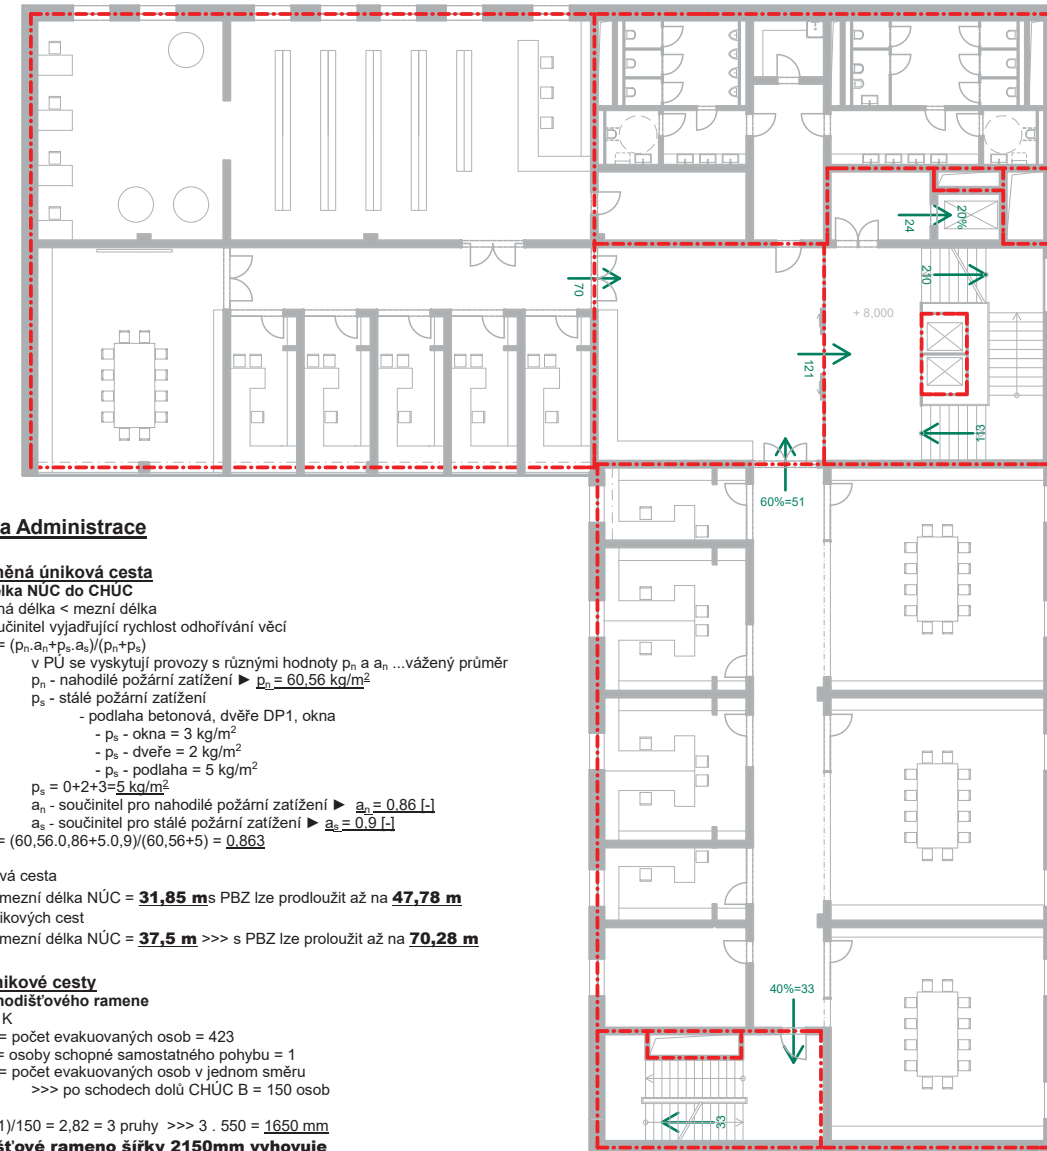 20%
24
210
70
+ 8,000
121
113
60%=51
a Administrace
něná úniková cesta
élka NÚC do CHÚC
ná délka < mezní délka
učinitel vyjadřující rychlost odhořívání věcí
= (pn.an+ps.as)/(pn+ps)
v PÚ se vyskytují provozy s různými hodnoty pn a an ...vážený průměr
pn - nahodilé požární zatížení ► pn = 60,56 kg/m²
ps - stálé požární zatížení
- podlaha betonová, dvěře DP1, okna
- ps - okna = 3 kg/m²
- ps - dveře = 2 kg/m²
- ps - podlaha = 5 kg/m²
ps = 0+2+3=5 kg/m²
an - součinitel pro nahodilé požární zatížení ► an = 0,86 [-]
as - součinitel pro stálé požární zatížení ► as = 0,9 [-]
= (60,56.0,86+5.0,9)/(60,56+5) = 0,863
vá cesta
mezní délka NÚC = 31,85 ms PBZ lze prodloužit až na 47,78 m
nikových cest
mezní délka NÚC = 37,5 m >>> s PBZ lze proloužit až na 70,28 m
nikové cesty
hodišťového ramene
K
= počet evakuovaných osob = 423
= osoby schopné samostatného pohybu = 1
= počet evakuovaných osob v jednom směru
>>> po schodech dolů CHÚC B = 150 osob
1)/150 = 2,82 = 3 pruhy >>> 3 . 550 = 1650 mm
šťové rameno šířky 2150mm vyhovuje
40%=33
33